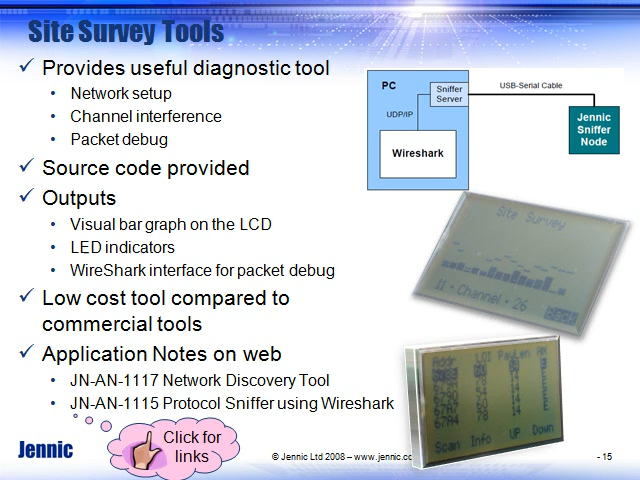 Site Survey Tools
Provides useful diagnostic tool
Network setup
Channel interference
Packet debug
Source code provided
Outputs
Visual bar graph on the LCD
LED indicators
WireShark interface for packet debug
Low cost tool compared to
commercial tools
Application Notes on web
JN-AN-1117 Network Discovery Tool
JN-AN-1115 Protocol Sniffer using Wireshark
PC
Sniffer
Server
USB-Serial Cable
UDP/IP
Wireshark
Jennic
Sniffer
Node
Site Survey
11 - Channel - 26
Addr LQI PayLen
Scan Info UP Down
Click for
links
Jennic
© Jennic Ltd 2008 – www.jennic.co
- 15